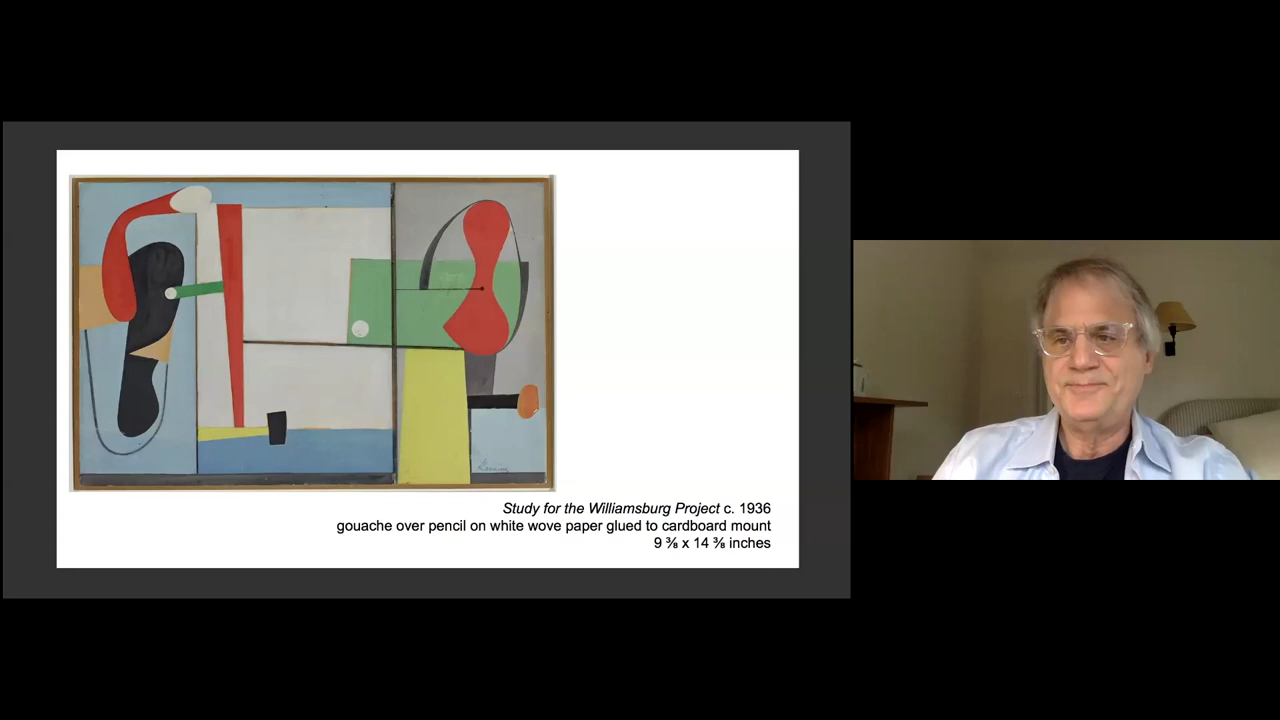 Study for the Williamsburg Project c. 1936
gouache over pencil on white wove paper glued to cardboard mount
9 ⅜ x 14 ⅜ inches